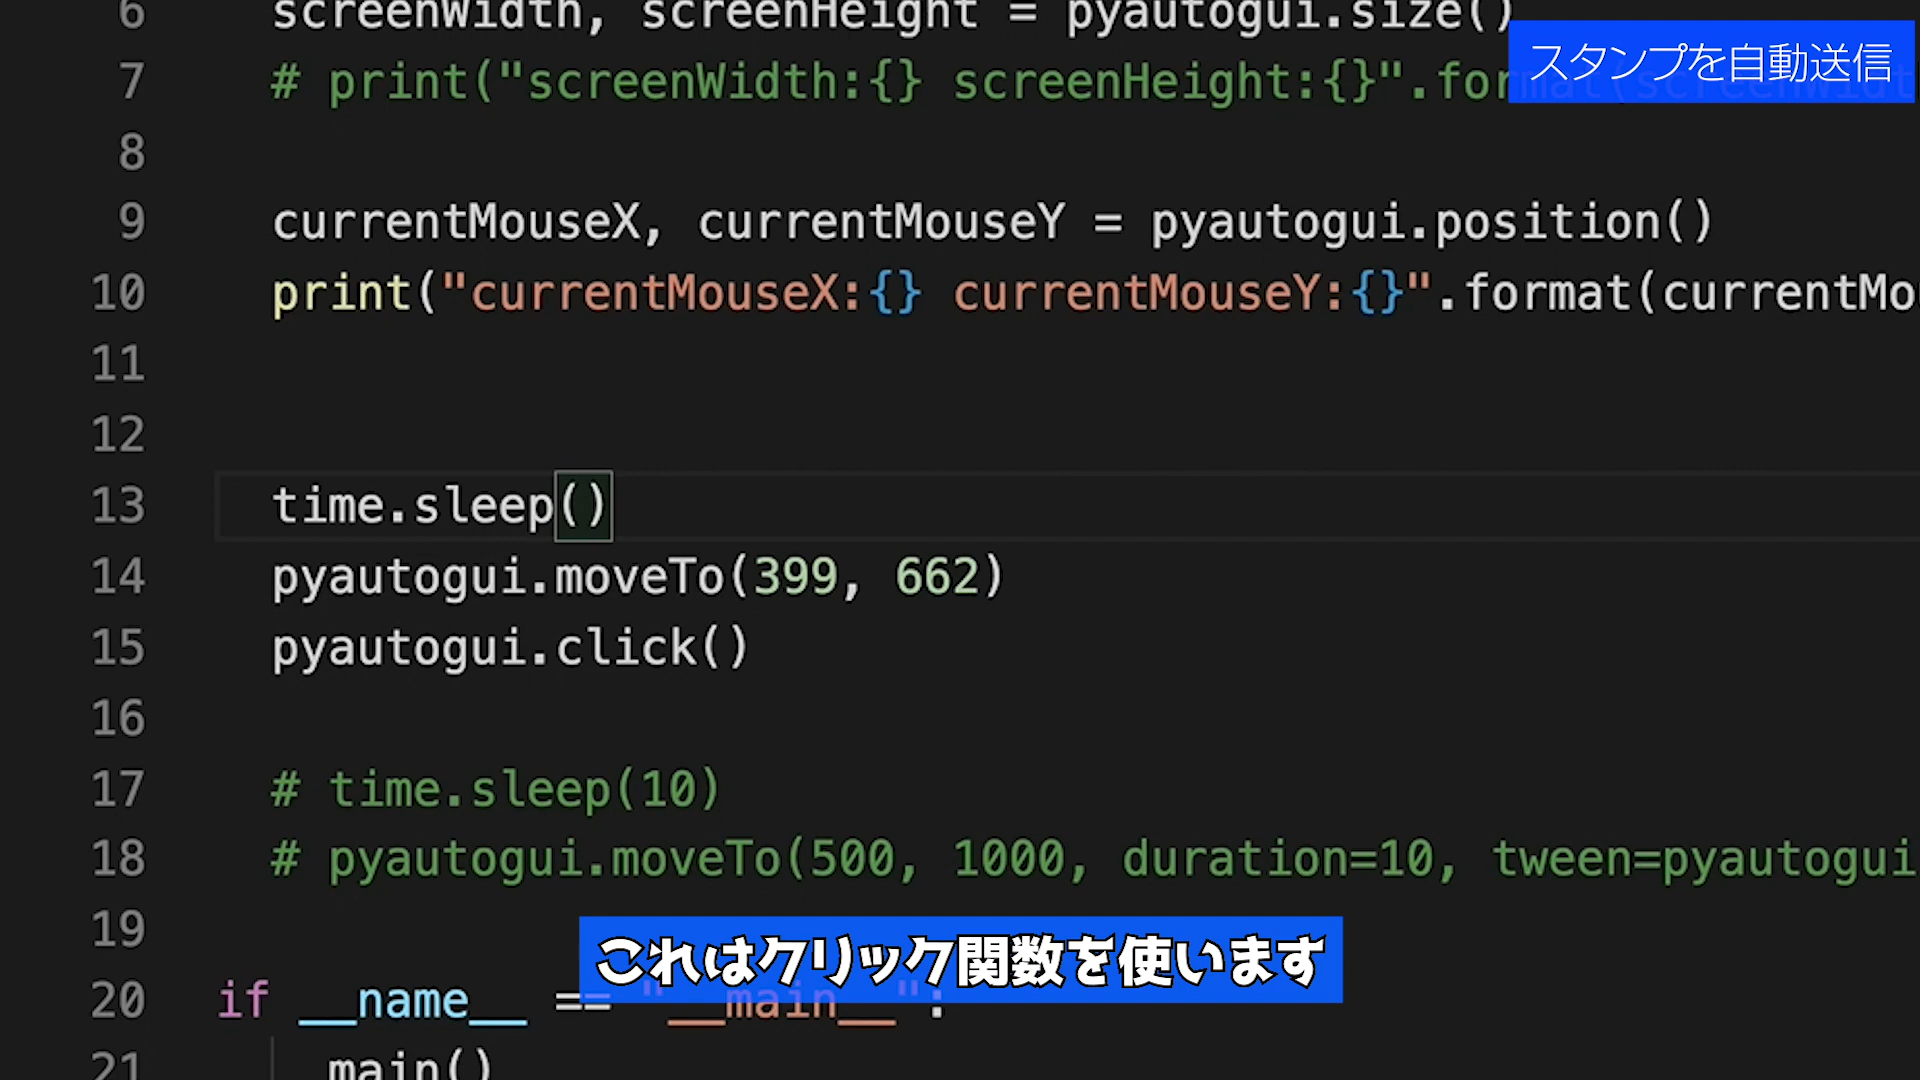 6 screenWidth, screenHeight = pyautogui.size()
スタンプを自動送信
7 # print("screenWidth:{} screenHeight:{}".format(screenWidt
8
9 currentMouseX, currentMouseY = pyautogui.position()
10 print("currentMouseX:{} currentMouseY:{}".format(currentMo
11
12
13 time.sleep()
14 pyautogui.moveTo(399, 662)
15 pyautogui.click()
16
17 # time.sleep(10)
18 # pyautogui.moveTo(500, 1000, duration=10, tween=pyautogui
19
これはクリック関数を使います
20 if __name__ == "__main__":
21 main()